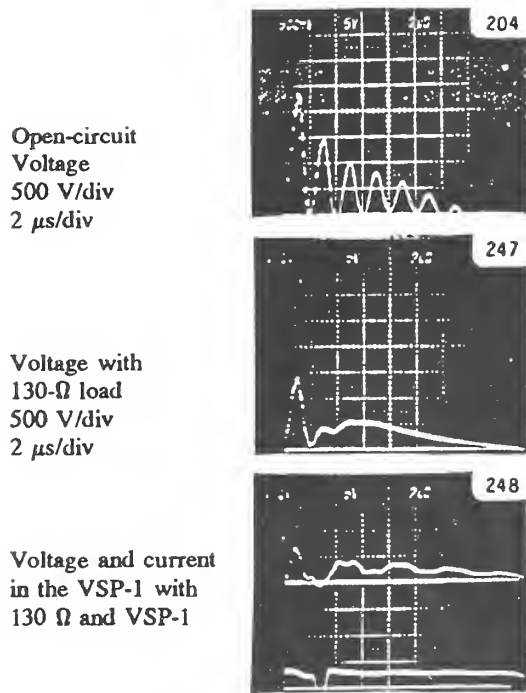 204
Open-circuit
Voltage
500 V/div
2 μs/div
5V
247
Voltage with
130-Ω load
500 V/div
2 μs/div
248
Voltage and current
in the VSP-1 with
130 Ω and VSP-1